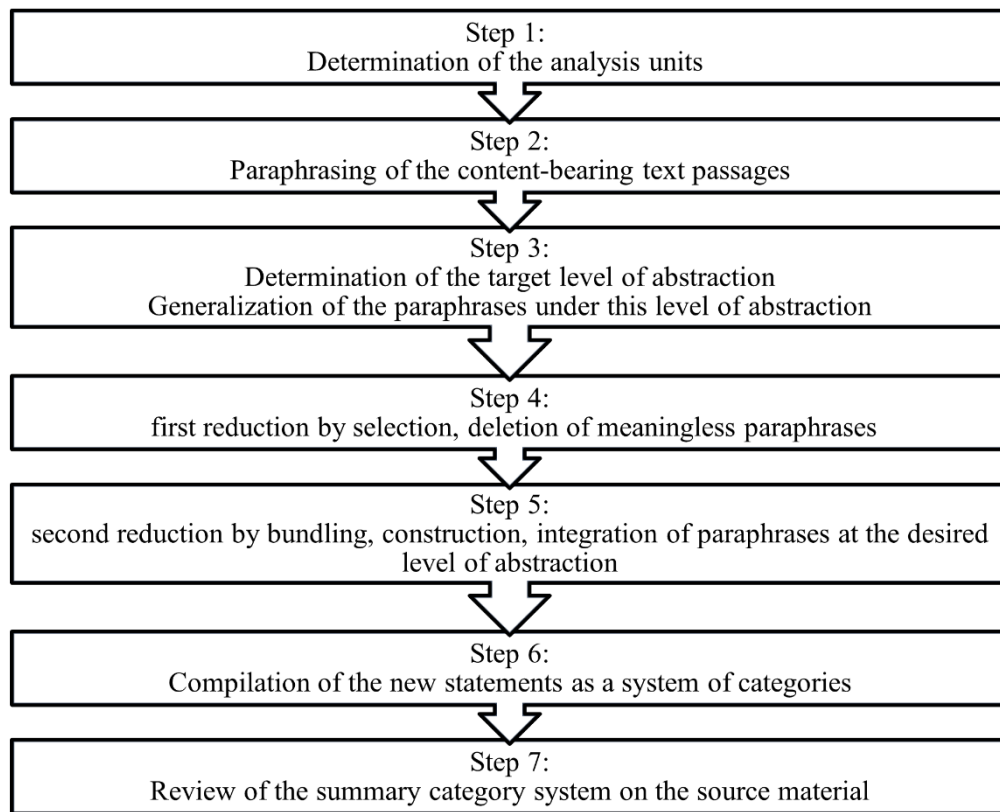 Step 1:
Determination of the analysis units
Step 2:
Paraphrasing of the content-bearing text passages
Step 3:
Determination of the target level of abstraction
Generalization of the paraphrases under this level of abstraction
Step 4:
first reduction by selection, deletion of meaningless paraphrases
Step 5:
second reduction by bundling, construction, integration of paraphrases at the desired
level of abstraction
Step 6:
Compilation of the new statements as a system of categories
Step 7:
Review of the summary category system on the source material